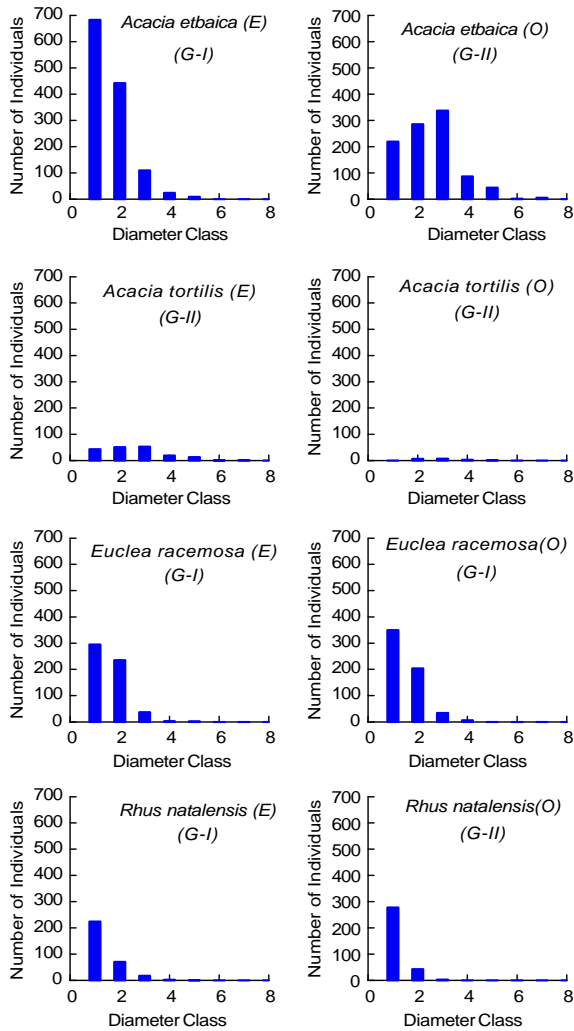 Acacia etbaica (E)
(G-I)
Number of Individuals
700
600
500
400
300
200
100
0
0 2 4 6 8
Diameter Class
Acacia etbaica (O)
(G-II)
Number of Individuals
700
600
500
400
300
200
100
0
0 2 4 6 8
Diameter Class
Acacia tortilis (E)
(G-II)
Number of Individuals
700
600
500
400
300
200
100
0
0 2 4 6 8
Diameter Class
Acacia tortilis (O)
(G-II)
Number of Individuals
700
600
500
400
300
200
100
0
0 2 4 6 8
Diameter Class
Euclea racemosa (E)
(G-I)
Number of Individuals
700
600
500
400
300
200
100
0
0 2 4 6 8
Diameter Class
Euclea racemosa(O)
(G-I)
Number of Individuals
700
600
500
400
300
200
100
0
0 2 4 6 8
Diameter Class
Rhus natalensis (E)
(G-I)
Number of Individuals
700
600
500
400
300
200
100
0
0 2 4 6 8
Diameter Class
Rhus natalensis(O)
(G-II)
Number of Individuals
700
600
500
400
300
200
100
0
0 2 4 6 8
Diameter Class